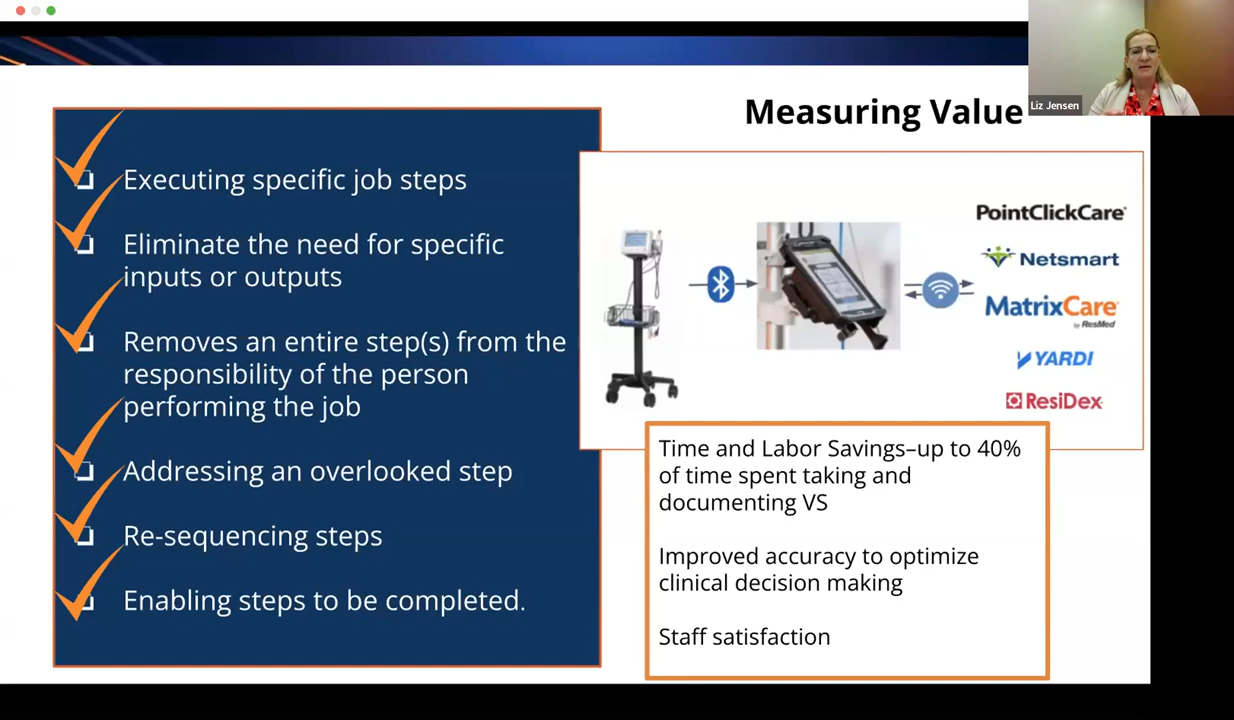 Measuring Value
Liz Jensen
Executing specific job steps
Eliminate the need for specific
inputs or outputs
Removes an entire step(s) from the
responsibility of the person
performing the job
Addressing an overlooked step
Re-sequencing steps
Enabling steps to be completed.
PointClickCare
Netsmart
MatrixCare
by ResMed
YARDI
ResiDex
Time and Labor Savings–up to 40%
of time spent taking and
documenting VS
Improved accuracy to optimize
clinical decision making
Staff satisfaction